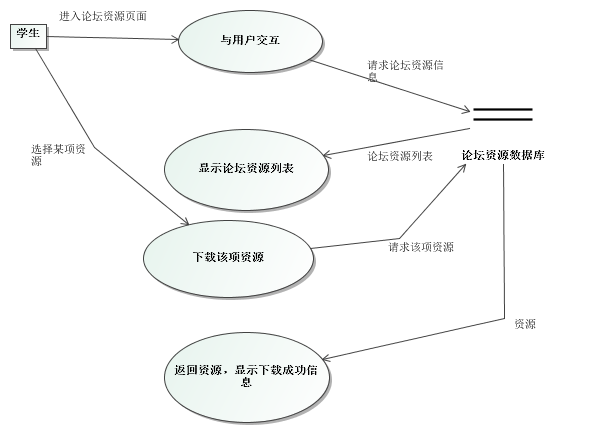 进入论坛资源页面
学生
与用户交互
请求论坛资源信
息
选择某项资
源
显示论坛资源列表
论坛资源列表
论坛资源数据库
下载该项资源
请求该项资源
资源
返回资源，显示下载成功信
息